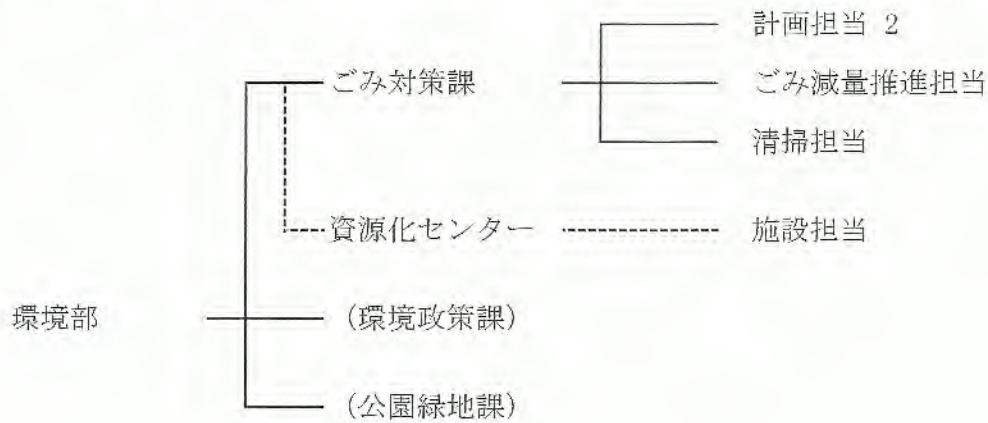 計画担当 2
ごみ対策課
ごみ減量推進担当
清掃担当
資源化センター
施設担当
環境部
(環境政策課)
(公園緑地課)